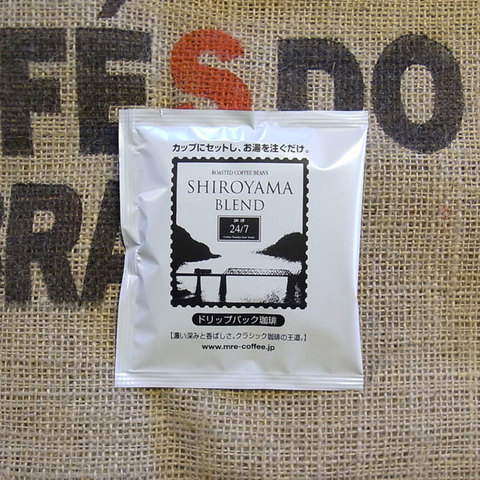 FÉS DO
RA
カップにセットし、お湯を注ぐだけ。
ROASTED COFFEE BEANS
SHIROYAMA
BLEND
24/7
ドリップパック珈琲
【濃い深みと香ばしさ。クラシック珈琲の王道。】
www.mre-coffee.jp